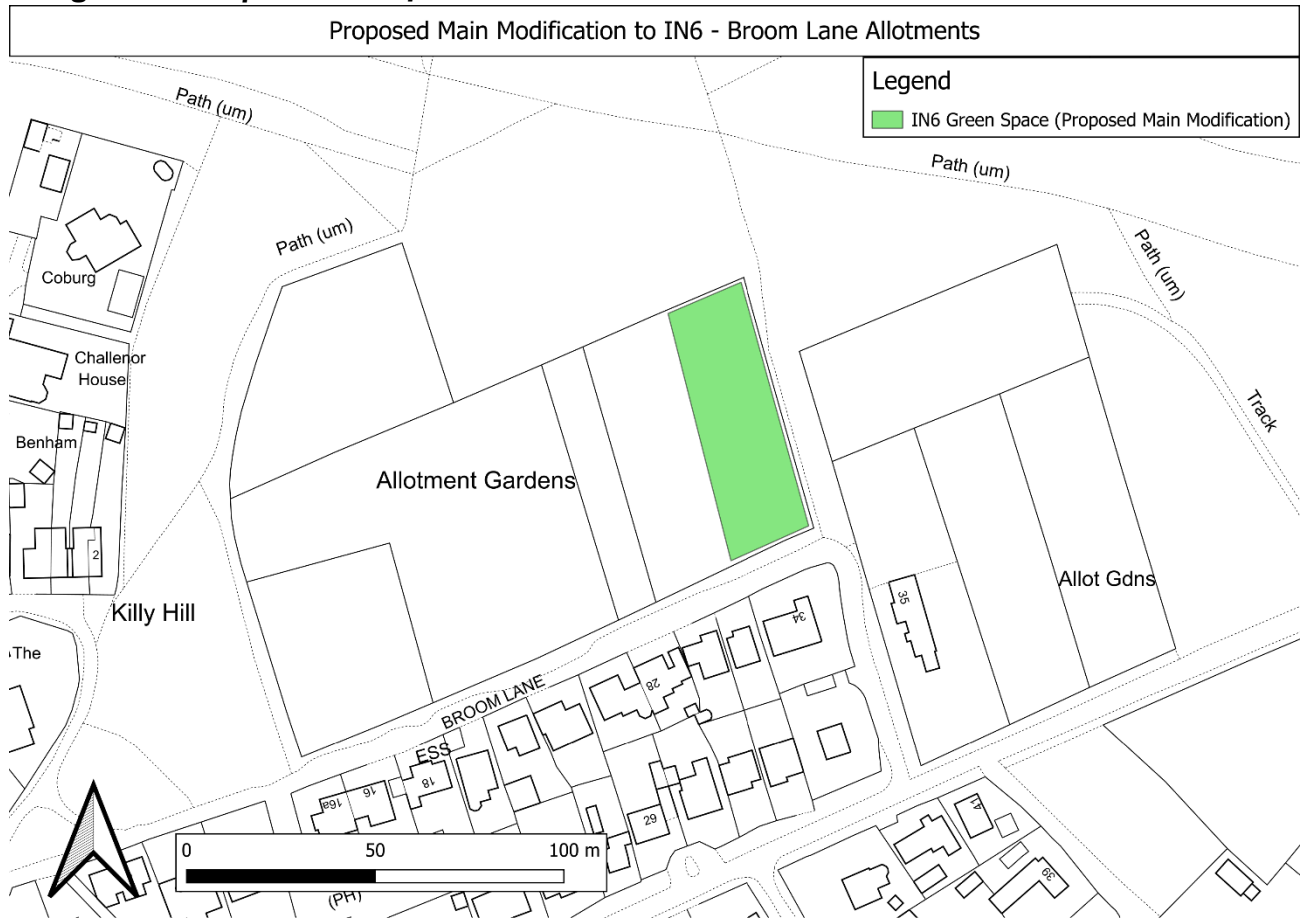 Proposed Main Modification to IN6 - Broom Lane Allotments
Legend
IN6 Green Space (Proposed Main Modification)
Path (um)
Path (um)
Path (um)
Path (um)
Coburg
Challenor
House
Benham
2
Track
Allotment Gardens
Allot Gdns
Killy Hill
The
35
34
28
BROOM LANE
ESS
18
16
16a
29
41
39
(PH)
0 50 100 m